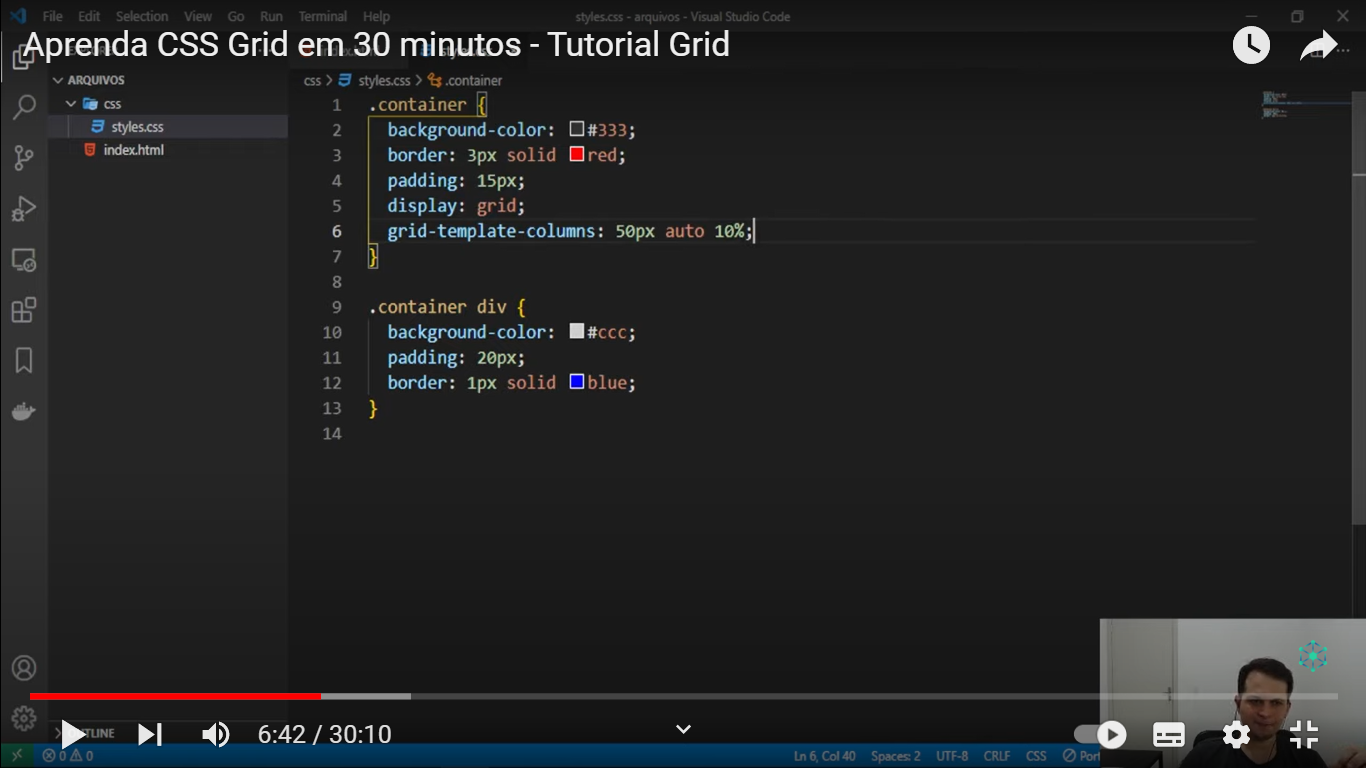 File Edit Selection View Go Run Terminal Help styles.css - arquivos - Visual Studio Code
Aprenda CSS Grid em 30 minutos - Tutorial Grid
ARQUIVOS
css
styles.css
index.html
css > styles.css > .container
1 .container {
2 background-color: #333;
3 border: 3px solid red;
4 padding: 15px;
5 display: grid;
6 grid-template-columns: 50px auto 10%;
7 }
8
9 .container div {
10 background-color: #ccc;
11 padding: 20px;
12 border: 1px solid blue;
13 }
14
6:42 / 30:10
0 0 Ln 6, Col 40 Spaces: 2 UTF-8 CRLF CSS